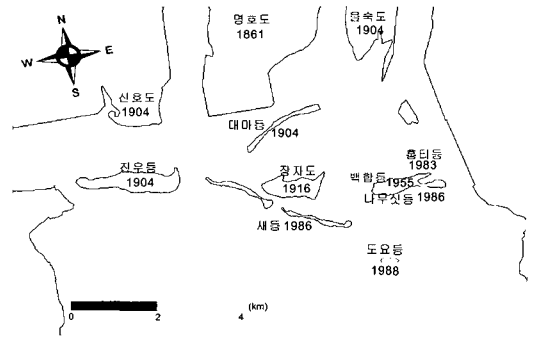 N
W E
S
명호도
1861
을숙도
1904
신호도
1904
대마등
1904
진우등
1904
장자도
1916
홍티등
1983
백합등
1955
나무싯등 1986
새등 1986
도요등
1988
(km)
0 2 4